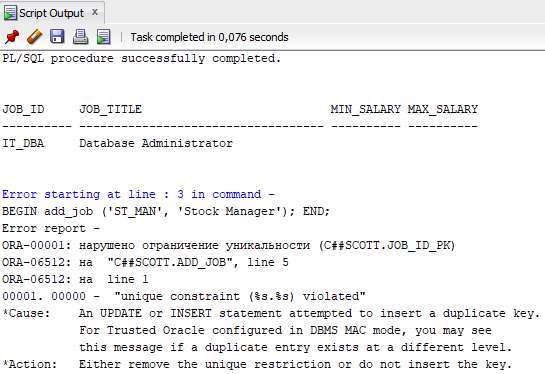 Script Output x
Task completed in 0,076 seconds
PL/SQL procedure successfully completed.
JOB_ID     JOB_TITLE                           MIN_SALARY MAX_SALARY
---------- ----------------------------------- ---------- ----------
IT_DBA     Database Administrator
Error starting at line : 3 in command -
BEGIN add_job ('ST_MAN', 'Stock Manager'); END;
Error report -
ORA-00001: нарушено ограничение уникальности (C##SCOTT.JOB_ID_PK)
ORA-06512: на  "C##SCOTT.ADD_JOB", line 5
ORA-06512: на  line 1
00001. 00000 -  "unique constraint (%s.%s) violated"
*Cause:    An UPDATE or INSERT statement attempted to insert a duplicate key.
           For Trusted Oracle configured in DBMS MAC mode, you may see
           this message if a duplicate entry exists at a different level.
*Action:   Either remove the unique restriction or do not insert the key.